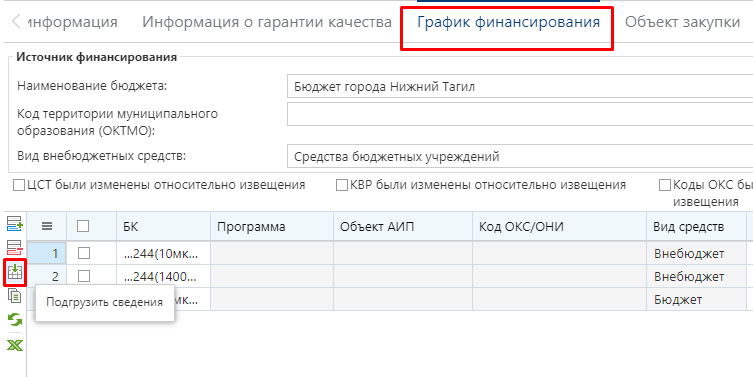 информация Информация о гарантии качества График финансирования Объект закупки
Источник финансирования
Наименование бюджета: Бюджет города Нижний Тагил
Код территории муниципального
образования (ОКТМО):
Вид внебюджетных средств: Средства бюджетных учреждений
ЦСТ были изменены относительно извещения КВР были изменены относительно извещения Коды ОКС бы
извещения
БК Программа Объект АИП Код ОКС/ОНИ Вид средств
1 ...244(10мк... Внебюджет
2 ...244(1400... Внебюджет
мк... Бюджет
Подгрузить сведения